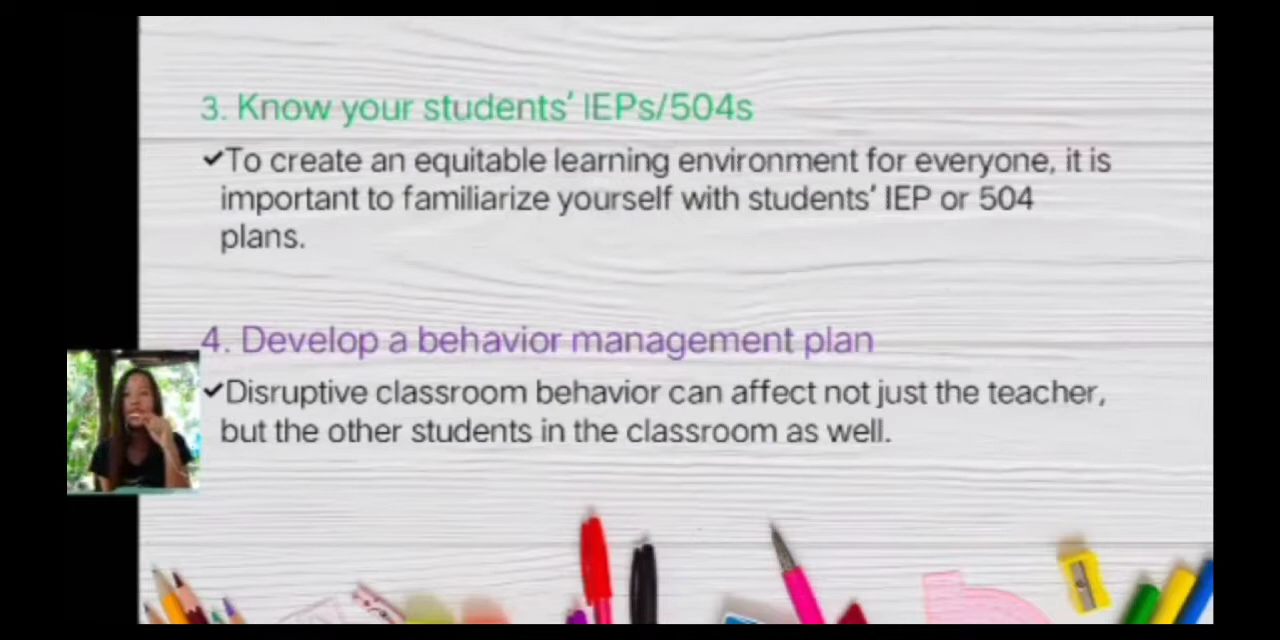 3. Know your students' IEPs/504s
✔To create an equitable learning environment for everyone, it is
important to familiarize yourself with students' IEP or 504
plans.
4. Develop a behavior management plan
✔Disruptive classroom behavior can affect not just the teacher,
but the other students in the classroom as well.